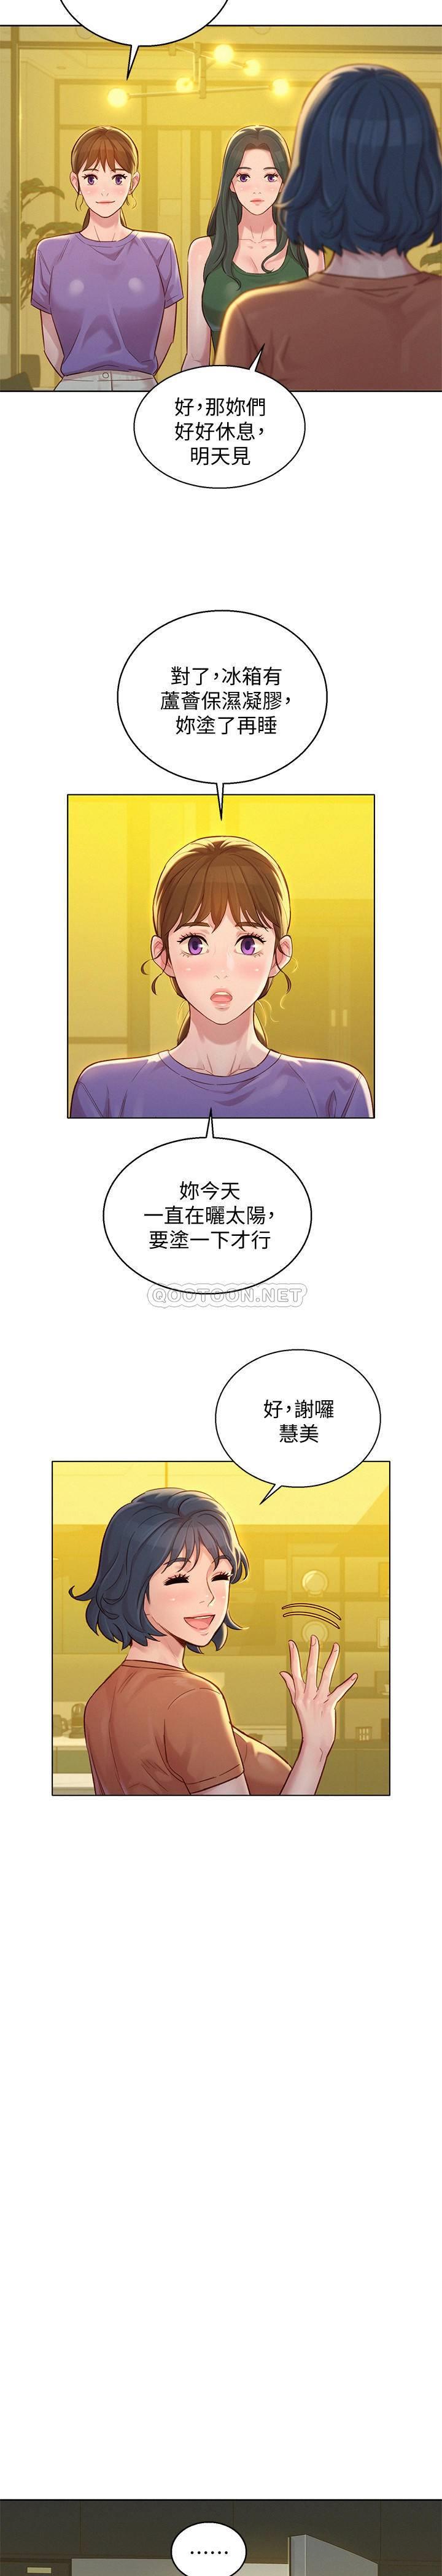 好,那妳們
好好休息,
明天見
對了,冰箱有
蘆薈保濕凝膠,
妳塗了再睡
妳今天
一直在曬太陽,
要塗一下才行
QOOTOON.NET
好,謝囉
慧美
……